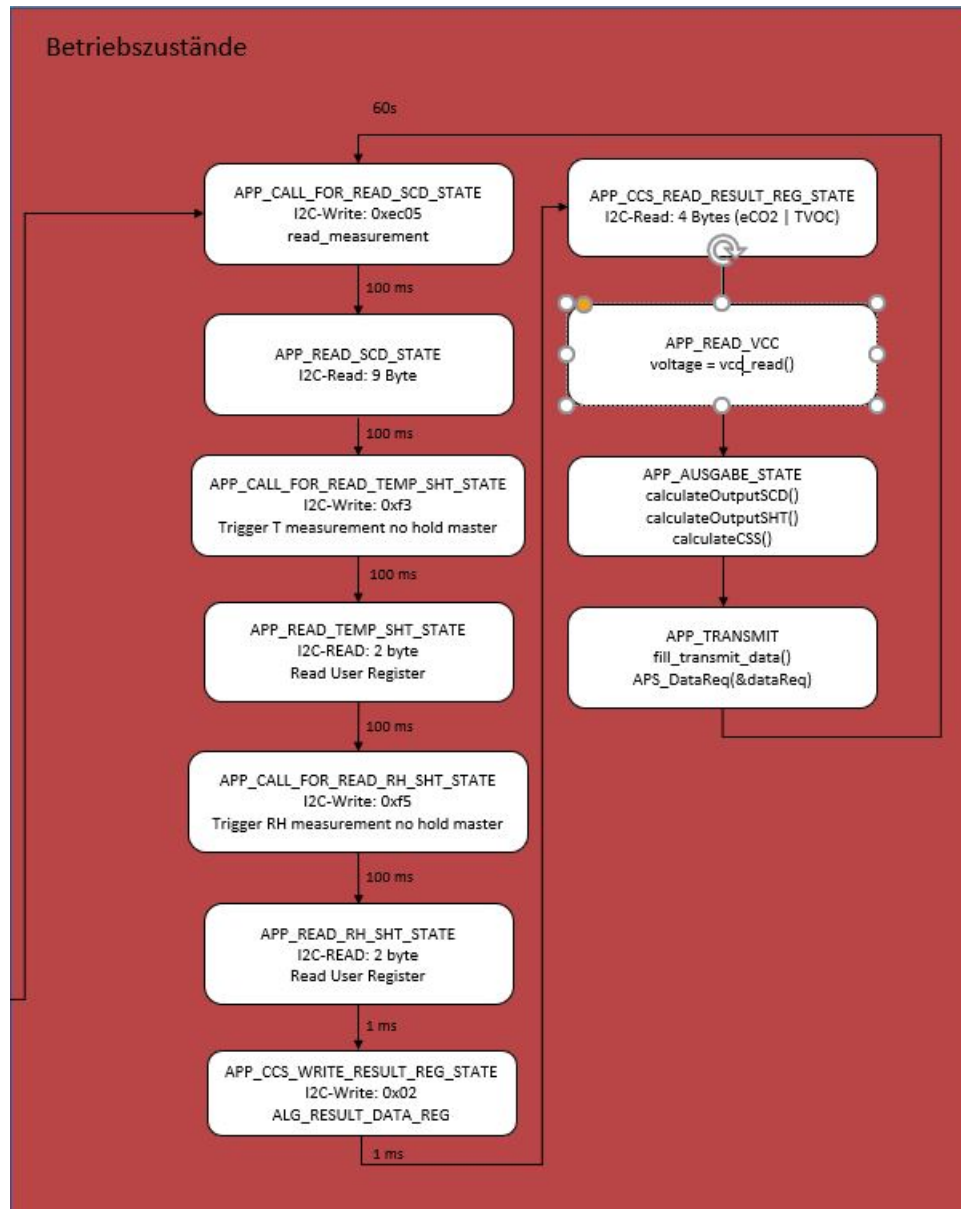 Betriebszustände
60s
APP_CALL_FOR_READ_SCD_STATE
I2C-Write: 0xec05
read_measurement
100 ms
APP_READ_SCD_STATE
I2C-Read: 9 Byte
100 ms
APP_CALL_FOR_READ_TEMP_SHT_STATE
I2C-Write: 0xf3
Trigger T measurement no hold master
100 ms
APP_READ_TEMP_SHT_STATE
I2C-READ: 2 byte
Read User Register
100 ms
APP_CALL_FOR_READ_RH_SHT_STATE
I2C-Write: 0xf5
Trigger RH measurement no hold master
100 ms
APP_READ_RH_SHT_STATE
I2C-READ: 2 byte
Read User Register
1 ms
APP_CCS_WRITE_RESULT_REG_STATE
I2C-Write: 0x02
ALG_RESULT_DATA_REG
1 ms
APP_CCS_READ_RESULT_REG_STATE
I2C-Read: 4 Bytes (eCO2 | TVOC)
APP_READ_VCC
voltage = vcc_read()
APP_AUSGABE_STATE
calculateOutputSCD()
calculateOutputSHT()
calculateCSS()
APP_TRANSMIT
fill_transmit_data()
APS_DataReq(&dataReq)